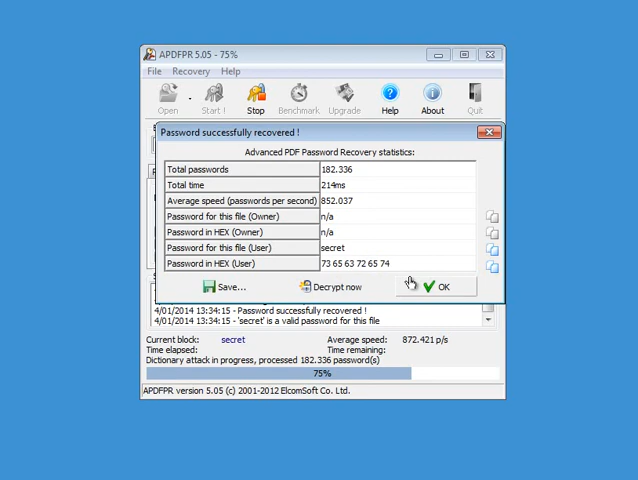 APDFPR 5.05 - 75%
File Recovery Help
Open Start ! Stop Benchmark Upgrade Help About Quit
Password successfully recovered !
Advanced PDF Password Recovery statistics:
Total passwords 182.336
Total time 214ms
Average speed (passwords per second) 852.037
Password for this file (Owner) n/a
Password in HEX (Owner) n/a
Password for this file (User) secret
Password in HEX (User) 73 65 63 72 65 74
Save... Decrypt now OK
4/01/2014 13:34:15 - Password successfully recovered !
4/01/2014 13:34:15 - 'secret' is a valid password for this file
Current block: secret Average speed: 872.421 p/s
Time elapsed: Time remaining:
Dictionary attack in progress, processed 182.336 password(s)
75%
APDFPR version 5.05 (c) 2001-2012 ElcomSoft Co. Ltd.